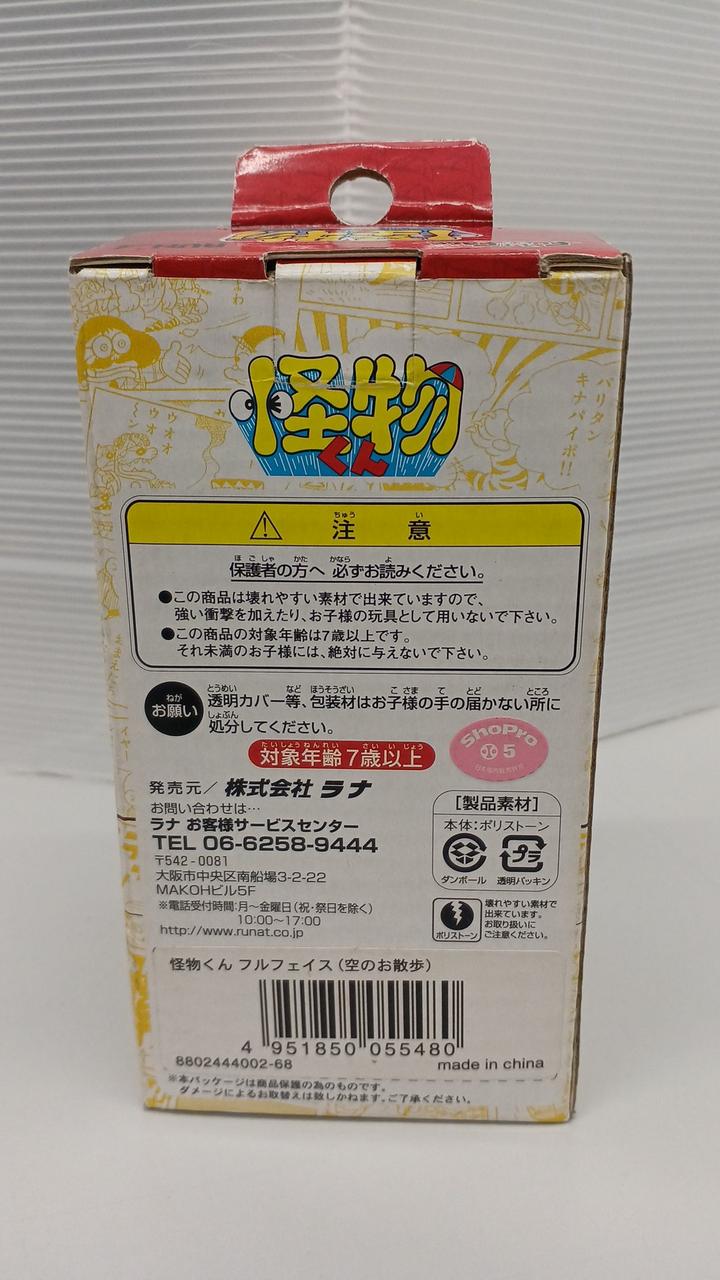 怪物くん
パリタン
キナパイポ!!
ウオオ
ウオ〜ン
注意
保護者の方へ 必ずお読みください。
●この商品は壊れやすい素材で出来ていますので、
強い衝撃を加えたり、お子様の玩具として用いないで下さい。
●この商品の対象年齢は7歳以上です。
それ未満のお子様には、絶対に与えないで下さい。
お願い
透明カバー等、包装材はお子様の手の届かない所に
処分してください。
対象年齢7歳以上
ShoPro
5
発売元/株式会社ラナ
お問い合わせは…
ラナ お客様サービスセンター
TEL 06-6258-9444
〒542-0081
大阪市中央区南船場3-2-22
MAKOHビル5F
※電話受付時間:月〜金曜日(祝・祭日を除く)
10:00〜17:00
http://www.runat.co.jp
[製品素材]
本体:ポリストーン
プラ
ダンボール 透明パッキン
ポリストーン
壊れやすい素材で
出来ています。
お取り扱いに
ご注意ください。
怪物くん フルフェイス(空のお散歩)
4 951850 055480
8802444002-68 made in china
※本パッケージは商品保護の為のものです。
ダメージによるお取替えは致しかねます。ご了承ください。